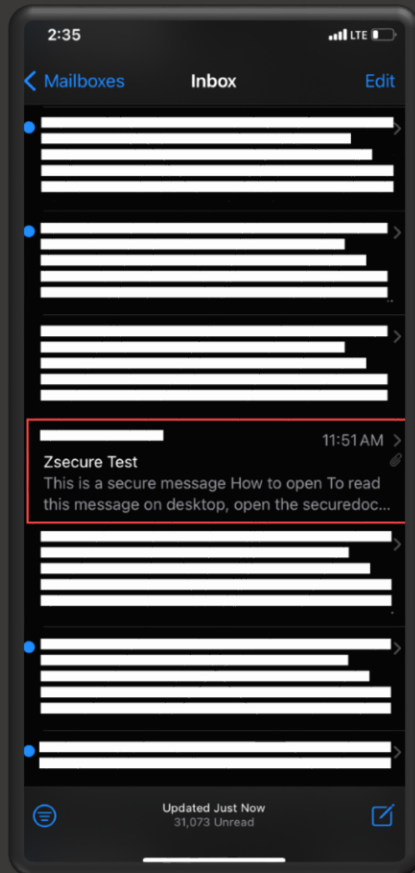 2:35 LTE
Mailboxes Inbox Edit
11:51 AM
Zsecure Test
This is a secure message How to open To read
this message on desktop, open the securedoc...
Updated Just Now
31,073 Unread